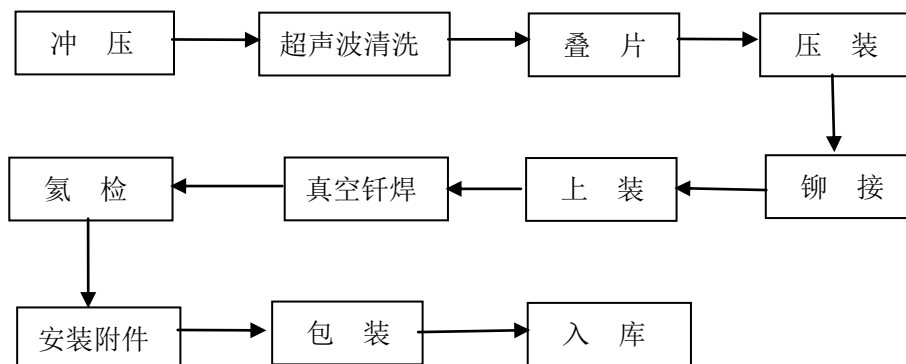 冲 压
超声波清洗
叠 片
压 装
铆 接
上 装
真空钎焊
氦 检
安装附件
包 装
入 库